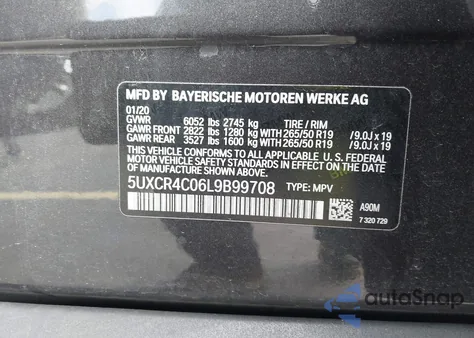 MFD BY BAYERISCHE MOTOREN WERKE AG
01/20
GVWR 6052 lbs 2745 kg TIRE / RIM
GAWR FRONT 2822 lbs 1280 kg WITH 265/50 R19 /9.0J x 19
GAWR REAR 3527 lbs 1600 kg WITH 265/50 R19 /9.0J x 19
THIS VEHICLE CONFORMS TO ALL APPLICABLE U. S. FEDERAL
MOTOR VEHICLE SAFETY STANDARDS IN EFFECT ON THE
DATE OF MANUFACTURE SHOWN ABOVE.
5UXCR4C06L9B99708 TYPE: MPV
A90M
7 320 729
autoSnap